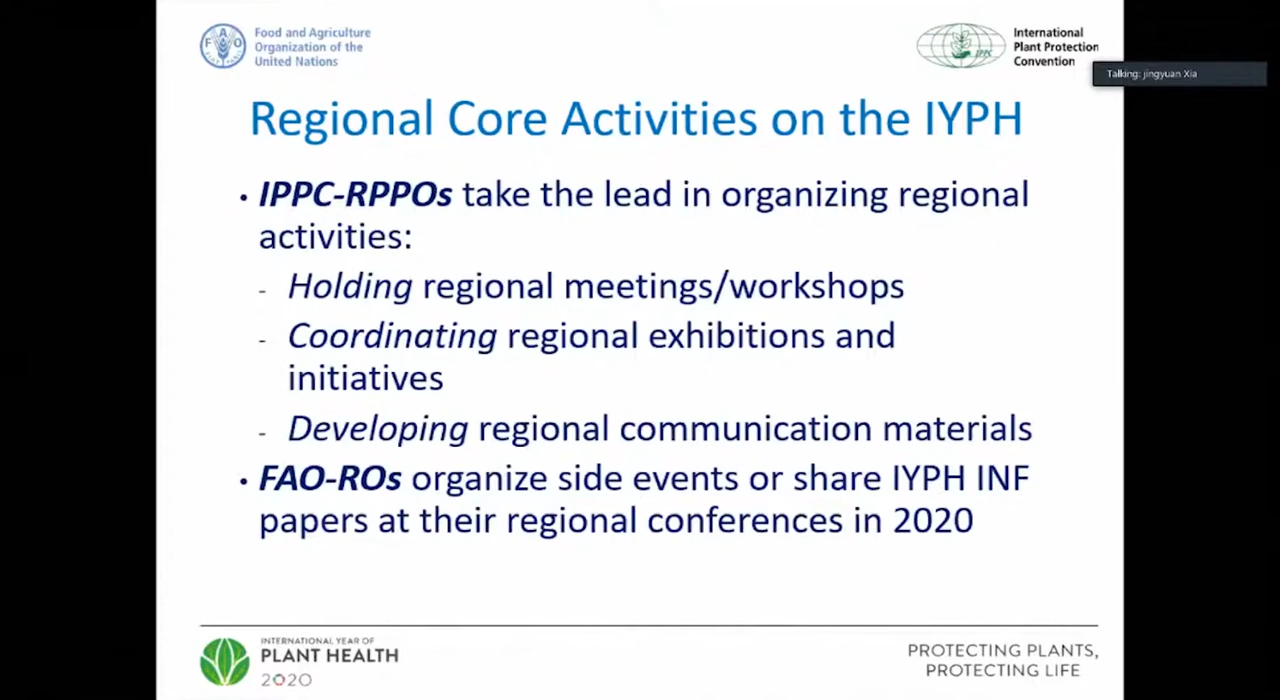 Food and Agriculture
Organization of the
United Nations
FAO
IPPC
International
Plant Protection
Convention
Talking: jingyuan Xia
Regional Core Activities on the IYPH
• IPPC-RPPOs take the lead in organizing regional
activities:
- Holding regional meetings/workshops
- Coordinating regional exhibitions and
initiatives
- Developing regional communication materials
• FAO-ROs organize side events or share IYPH INF
papers at their regional conferences in 2020
INTERNATIONAL YEAR OF
PLANT HEALTH
2020
PROTECTING PLANTS,
PROTECTING LIFE